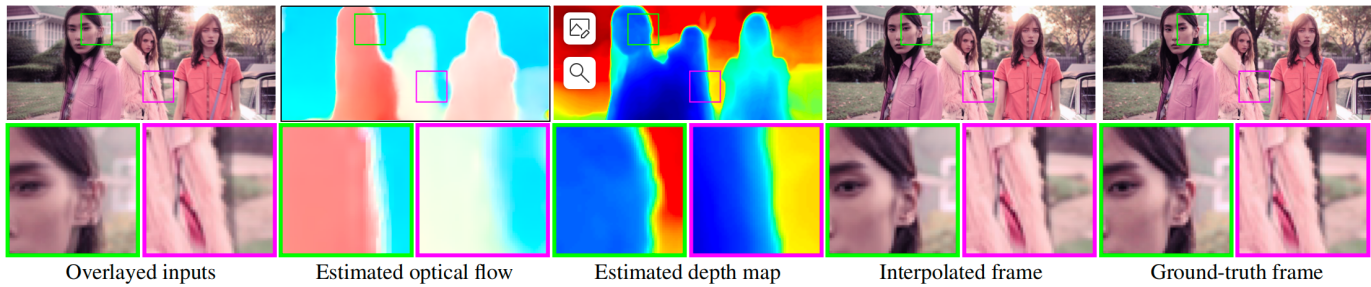 Overlayed inputs
Estimated optical flow
Estimated depth map
Interpolated frame
Ground-truth frame